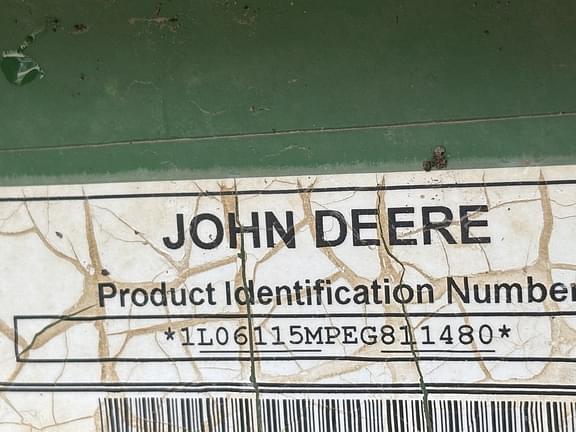 JOHN DEERE
Product Identification Number
*1L06115MPEG811480*